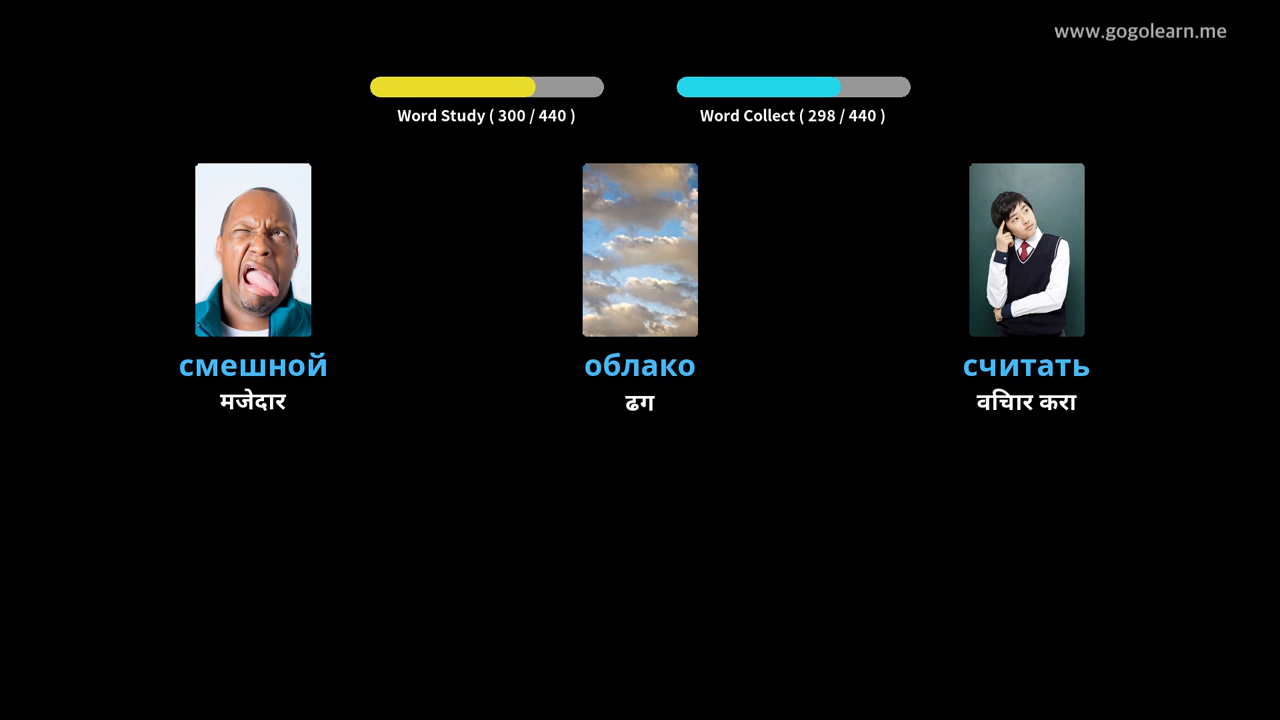 www.gogolearn.me
Word Study ( 300 / 440 )
Word Collect ( 298 / 440 )
смешной
облако
считать
मजेदार
ढग
वचिार करा